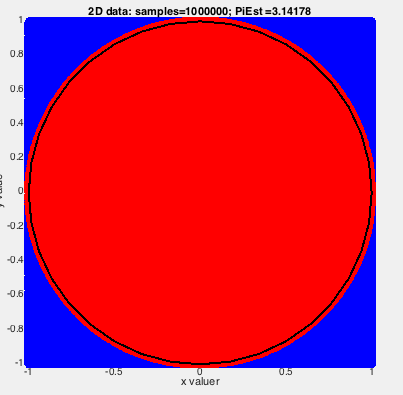 2D data: samples=1000000; PiEst =3.14178
1
0.8
0.6
0.4
0.2
0
-0.2
-0.4
-0.6
-0.8
-1
y value
-1 -0.5 0 0.5 1
x valuer